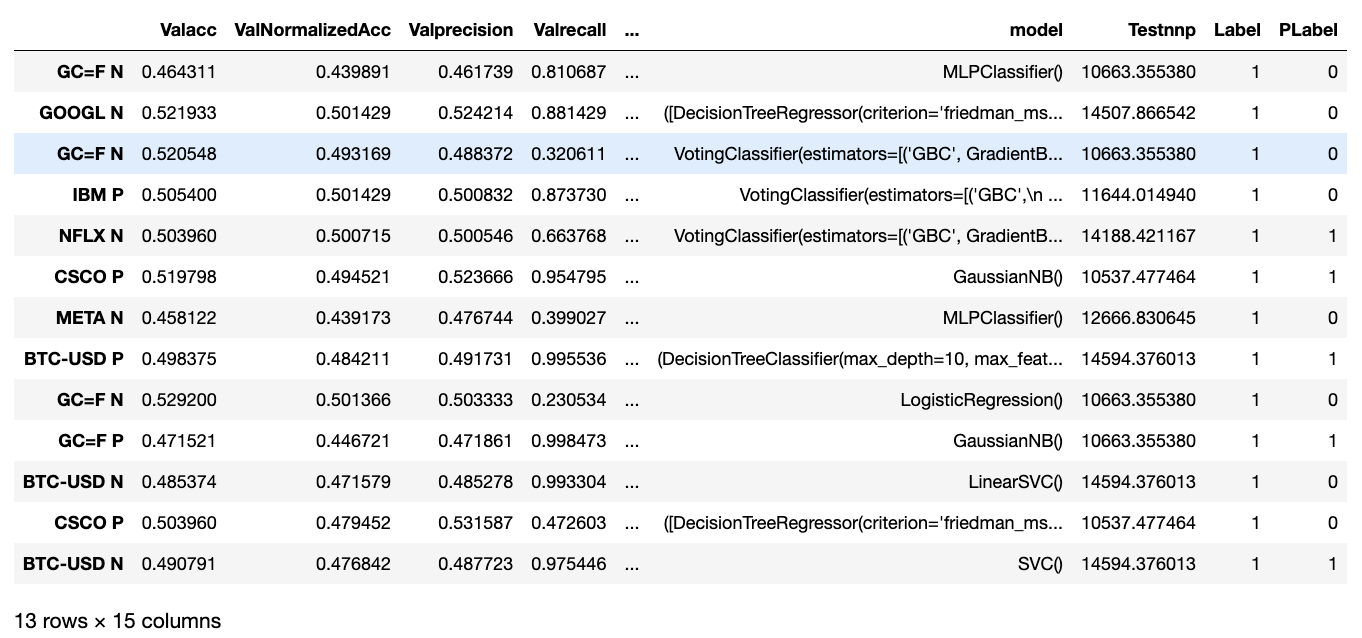 Valacc ValNormalizedAcc Valprecision Valrecall ... model Testnnp Label PLabel
GC=F N 0.464311 0.439891 0.461739 0.810687 ... MLPClassifier() 10663.355380 1 0
GOOGL N 0.521933 0.501429 0.524214 0.881429 ... ([DecisionTreeRegressor(criterion='friedman_ms... 14507.866542 1 0
GC=F N 0.520548 0.493169 0.488372 0.320611 ... VotingClassifier(estimators=[('GBC', GradientB... 10663.355380 1 0
IBM P 0.505400 0.501429 0.500832 0.873730 ... VotingClassifier(estimators=[('GBC',\n ... 11644.014940 1 0
NFLX N 0.503960 0.500715 0.500546 0.663768 ... VotingClassifier(estimators=[('GBC', GradientB... 14188.421167 1 1
CSCO P 0.519798 0.494521 0.523666 0.954795 ... GaussianNB() 10537.477464 1 1
META N 0.458122 0.439173 0.476744 0.399027 ... MLPClassifier() 12666.830645 1 0
BTC-USD P 0.498375 0.484211 0.491731 0.995536 ... (DecisionTreeClassifier(max_depth=10, max_feat... 14594.376013 1 1
GC=F N 0.529200 0.501366 0.503333 0.230534 ... LogisticRegression() 10663.355380 1 0
GC=F P 0.471521 0.446721 0.471861 0.998473 ... GaussianNB() 10663.355380 1 1
BTC-USD N 0.485374 0.471579 0.485278 0.993304 ... LinearSVC() 14594.376013 1 0
CSCO P 0.503960 0.479452 0.531587 0.472603 ... ([DecisionTreeRegressor(criterion='friedman_ms... 10537.477464 1 0
BTC-USD N 0.490791 0.476842 0.487723 0.975446 ... SVC() 14594.376013 1 1
13 rows × 15 columns